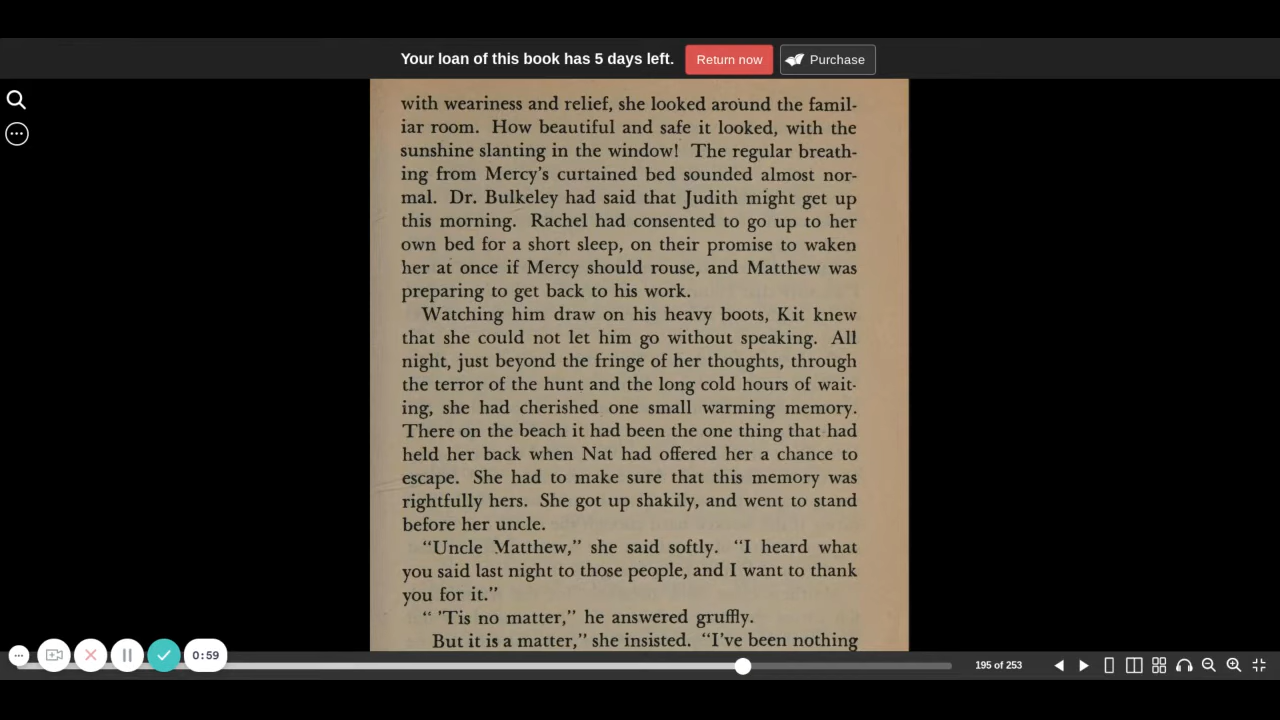 Your loan of this book has 5 days left. Return now Purchase
with weariness and relief, she looked around the famil-
iar room. How beautiful and safe it looked, with the
sunshine slanting in the window! The regular breath-
ing from Mercy's curtained bed sounded almost nor-
mal. Dr. Bulkeley had said that Judith might get up
this morning. Rachel had consented to go up to her
own bed for a short sleep, on their promise to waken
her at once if Mercy should rouse, and Matthew was
preparing to get back to his work.
Watching him draw on his heavy boots, Kit knew
that she could not let him go without speaking. All
night, just beyond the fringe of her thoughts, through
the terror of the hunt and the long cold hours of wait-
ing, she had cherished one small warming memory.
There on the beach it had been the one thing that had
held her back when Nat had offered her a chance to
escape. She had to make sure that this memory was
rightfully hers. She got up shakily, and went to stand
before her uncle.
"Uncle Matthew," she said softly. "I heard what
you said last night to those people, and I want to thank
you for it."
" 'Tis no matter," he answered gruffly.
But it is a matter," she insisted. "I've been nothing
0:59
195 of 253